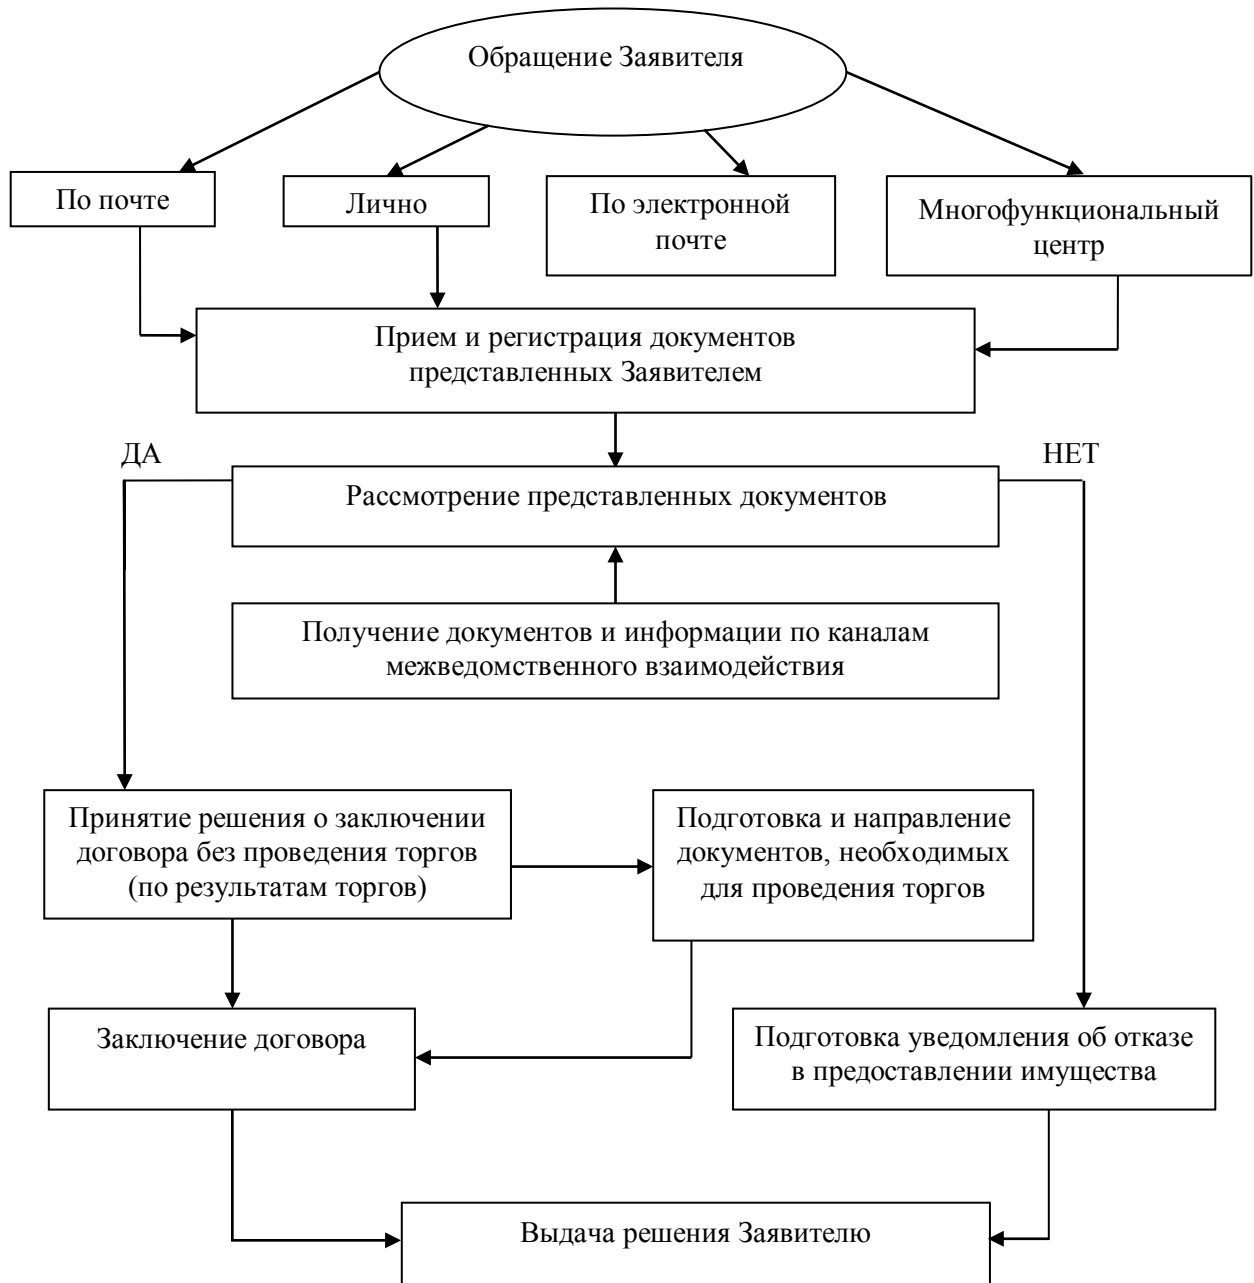 Обращение Заявителя
По почте
Лично
По электронной
почте
Многофункциональный
центр
Прием и регистрация документов
представленных Заявителем
ДА
НЕТ
Рассмотрение представленных документов
Получение документов и информации по каналам
межведомственного взаимодействия
Принятие решения о заключении
договора без проведения торгов
(по результатам торгов)
Подготовка и направление
документов, необходимых
для проведения торгов
Заключение договора
Подготовка уведомления об отказе
в предоставлении имущества
Выдача решения Заявителю